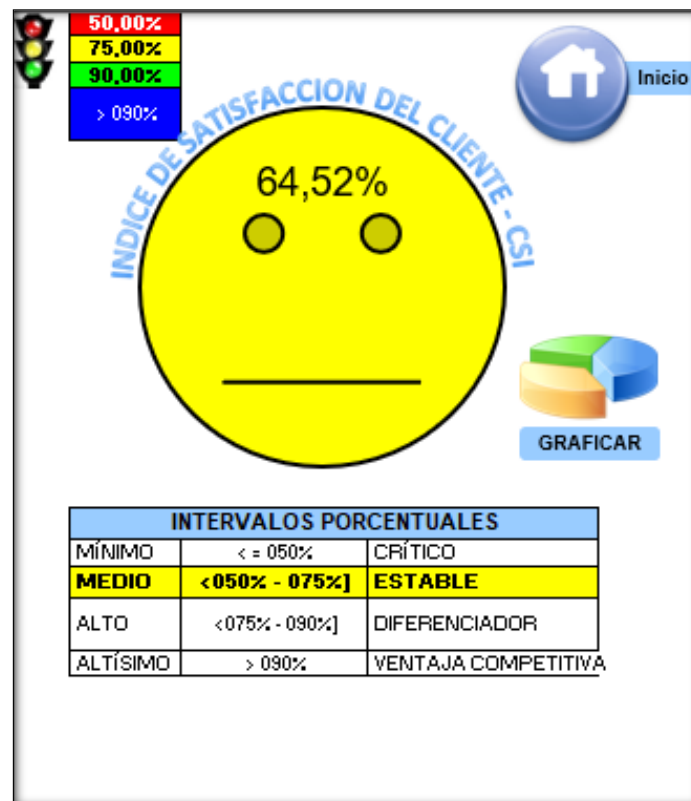 50,00%
75,00%
90,00%
> 090%
Inicio
INDICE DE SATISFACCION DEL CLIENTE - CSI
64,52%
GRAFICAR
INTERVALOS PORCENTUALES
MÍNIMO < = 050% CRÍTICO
MEDIO <050% - 075%] ESTABLE
ALTO <075% - 090%] DIFERENCIADOR
ALTÍSIMO > 090% VENTAJA COMPETITIVA